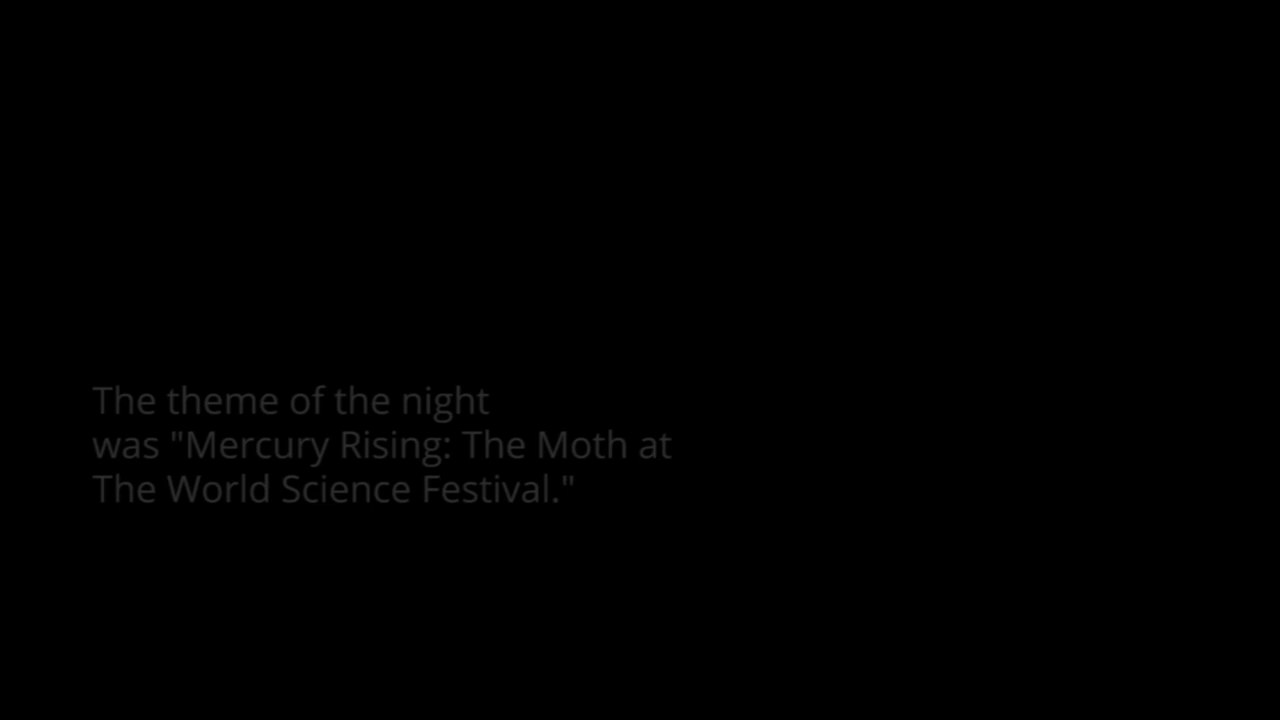 The theme of the night
was "Mercury Rising: The Moth at
The World Science Festival."